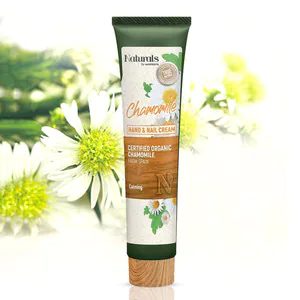 Naturals
Chamomile
HAND & NAIL CREAM
CERTIFIED ORGANIC
CHAMOMILE
Calming
N